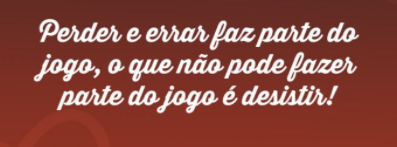 Perder e errar faz parte do
jogo, o que não pode fazer
parte do jogo é desistir!